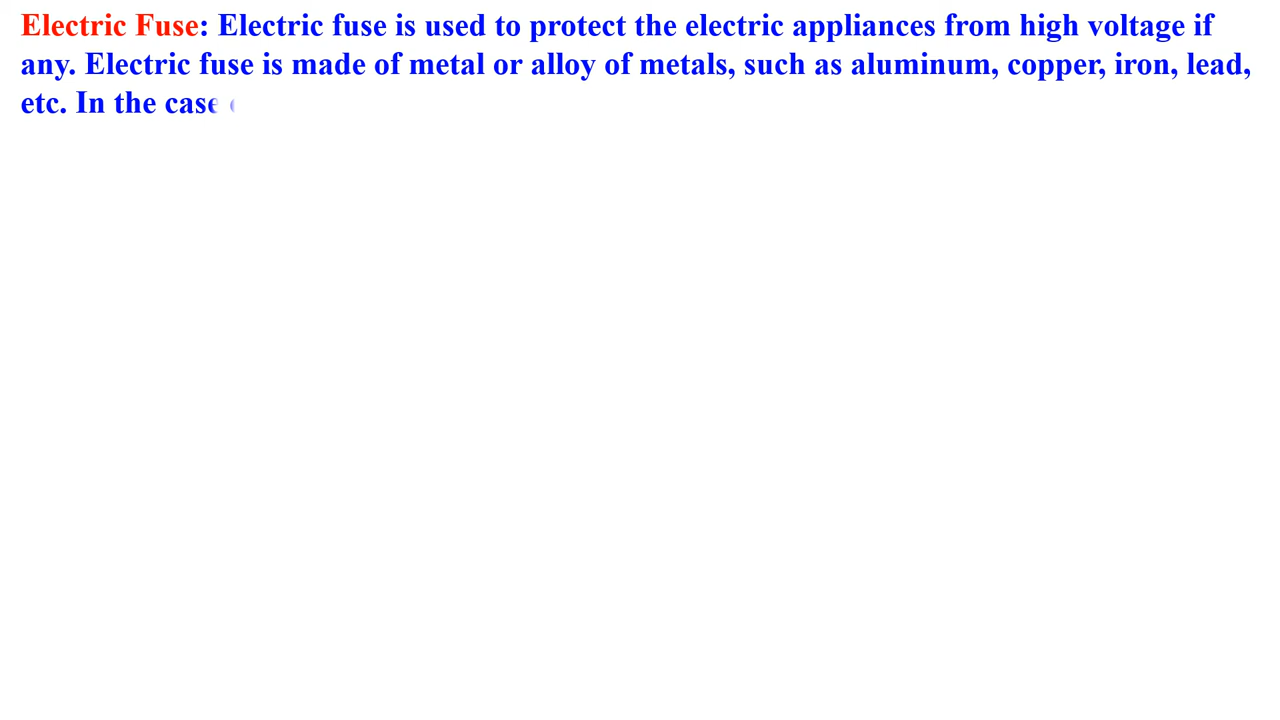 Electric Fuse: Electric fuse is used to protect the electric appliances from high voltage if
any. Electric fuse is made of metal or alloy of metals, such as aluminum, copper, iron, lead,
etc. In the case